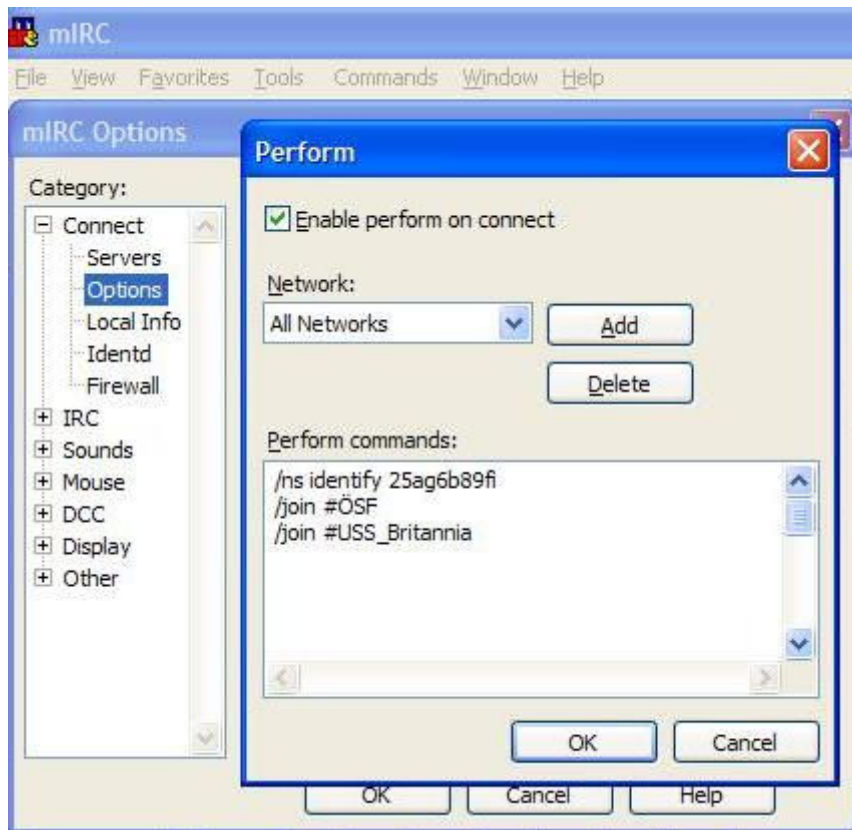 mIRC
File View Favorites Tools Commands Window Help
mIRC Options
Category:
Connect
Servers
Options
Local Info
Identd
Firewall
IRC
Sounds
Mouse
DCC
Display
Other
Perform
Enable perform on connect
Network:
All Networks
Add
Delete
Perform commands:
/ns identify 25ag6b89fi
/join #ÖSF
/join #USS_Britannia
OK Cancel
OK Cancel Help